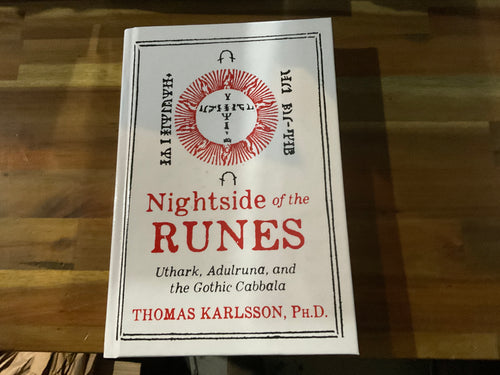 Nightside of the
RUNES
Uthark, Adulruna, and
the Gothic Cabbala
THOMAS KARLSSON, PH.D.